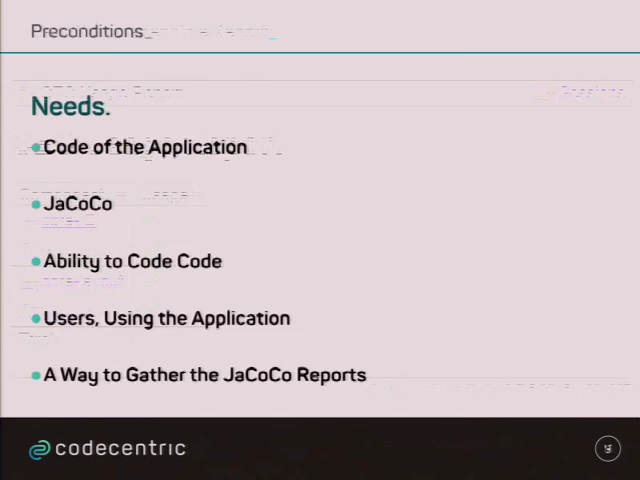 Preconditions
Needs.
Code of the Application
JaCoCo
Ability to Code Code
Users, Using the Application
A Way to Gather the JaCoCo Reports
codecentric